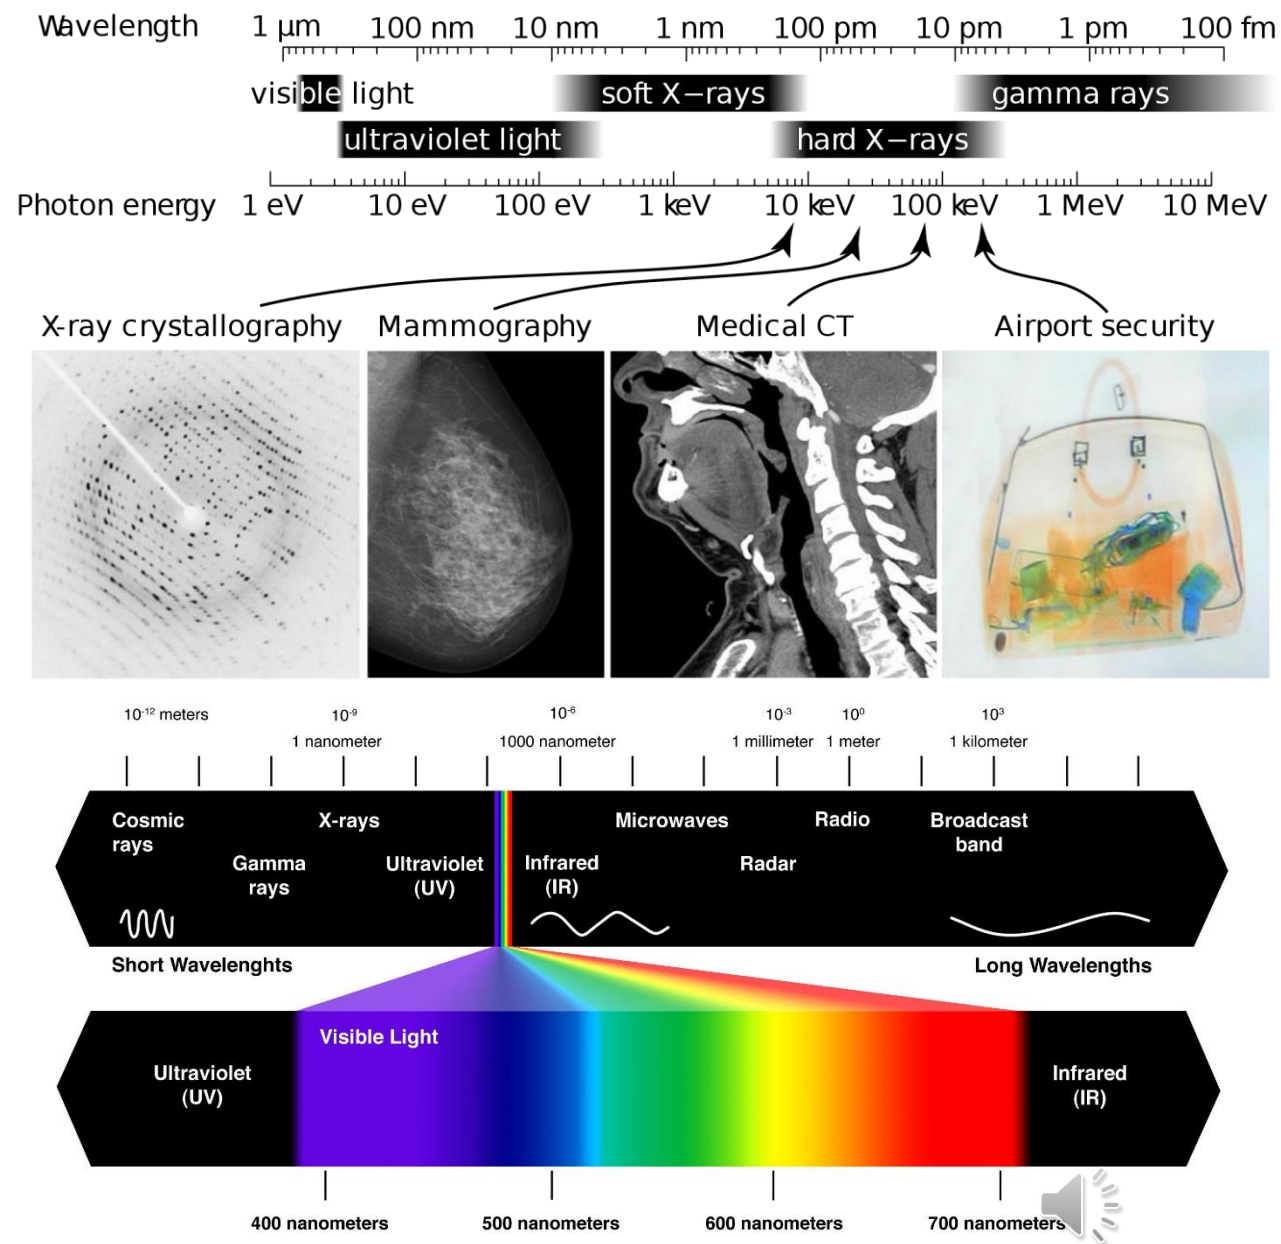 Wavelength 1 µm 100 nm 10 nm 1 nm 100 pm 10 pm 1 pm 100 fm
visible light soft X−rays gamma rays
ultraviolet light hard X−rays
Photon energy 1 eV 10 eV 100 eV 1 keV 10 keV 100 keV 1 MeV 10 MeV
X-ray crystallography Mammography Medical CT Airport security
10⁻¹² meters 10⁻⁹ 10⁻⁶ 10⁻³ 10⁰ 10³
1 nanometer 1000 nanometer 1 millimeter 1 meter 1 kilometer
Cosmic rays X-rays Microwaves Radio Broadcast band
Gamma rays Ultraviolet (UV) Infrared (IR) Radar
Short Wavelenghts Long Wavelengths
Visible Light
Ultraviolet (UV) Infrared (IR)
400 nanometers 500 nanometers 600 nanometers 700 nanometers